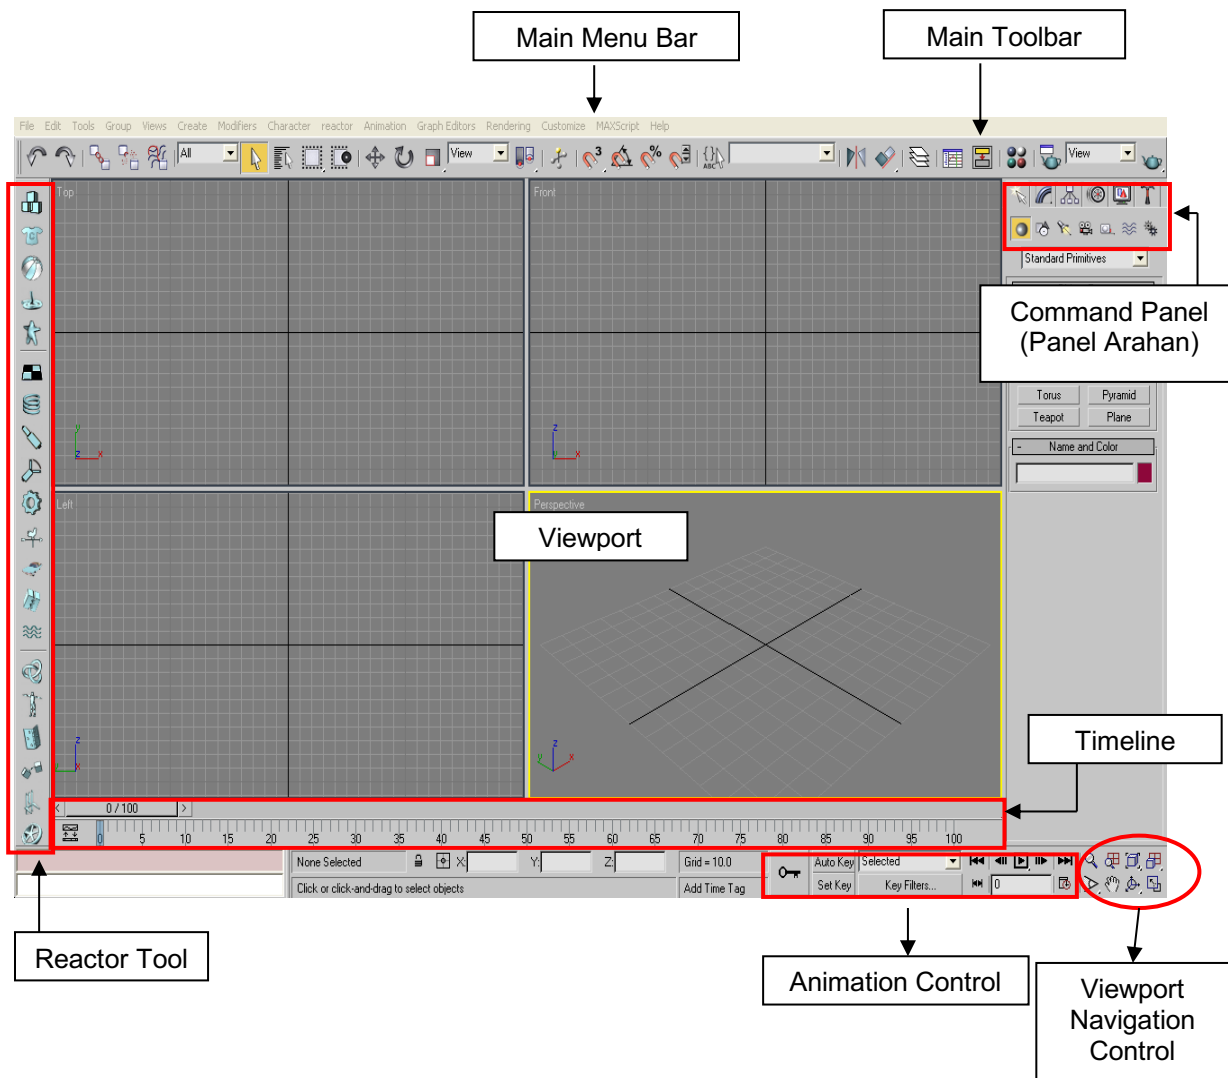 Main Menu Bar
Main Toolbar
File Edit Tools Group Views Create Modifiers Character reactor Animation Graph Editors Rendering Customize MAXScript Help
All
View
3
%
ABC
View
Top
Front
Standard Primitives
Command Panel
(Panel Arahan)
Torus Pyramid
Teapot Plane
- Name and Color
y
z x
z
y x
Left
Perspective
Viewport
z
y x
z
y x
Timeline
< 0 / 100 >
0 5 10 15 20 25 30 35 40 45 50 55 60 65 70 75 80 85 90 95 100
None Selected X: Y: Z: Grid = 10.0 Auto Key Selected
Click or click-and-drag to select objects Add Time Tag Set Key Key Filters... 0
Reactor Tool
Animation Control
Viewport
Navigation
Control